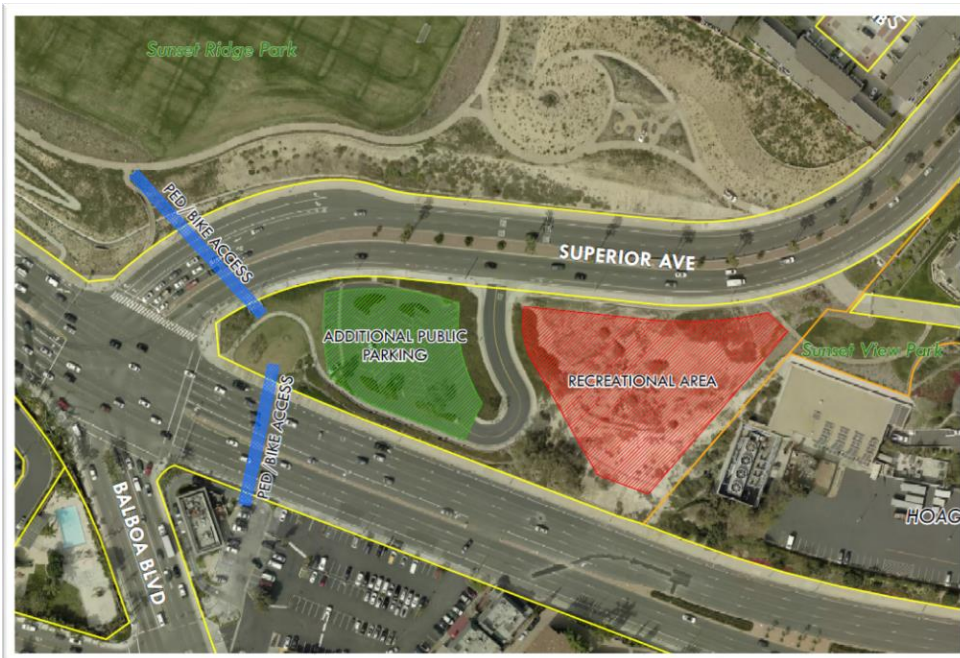 Sunset Ridge Park
PED/BIKE ACCESS
SUPERIOR AVE
ADDITIONAL PUBLIC
PARKING
RECREATIONAL AREA
Sunset View Park
PED/BIKE ACCESS
BALBOA BLVD
HOAG